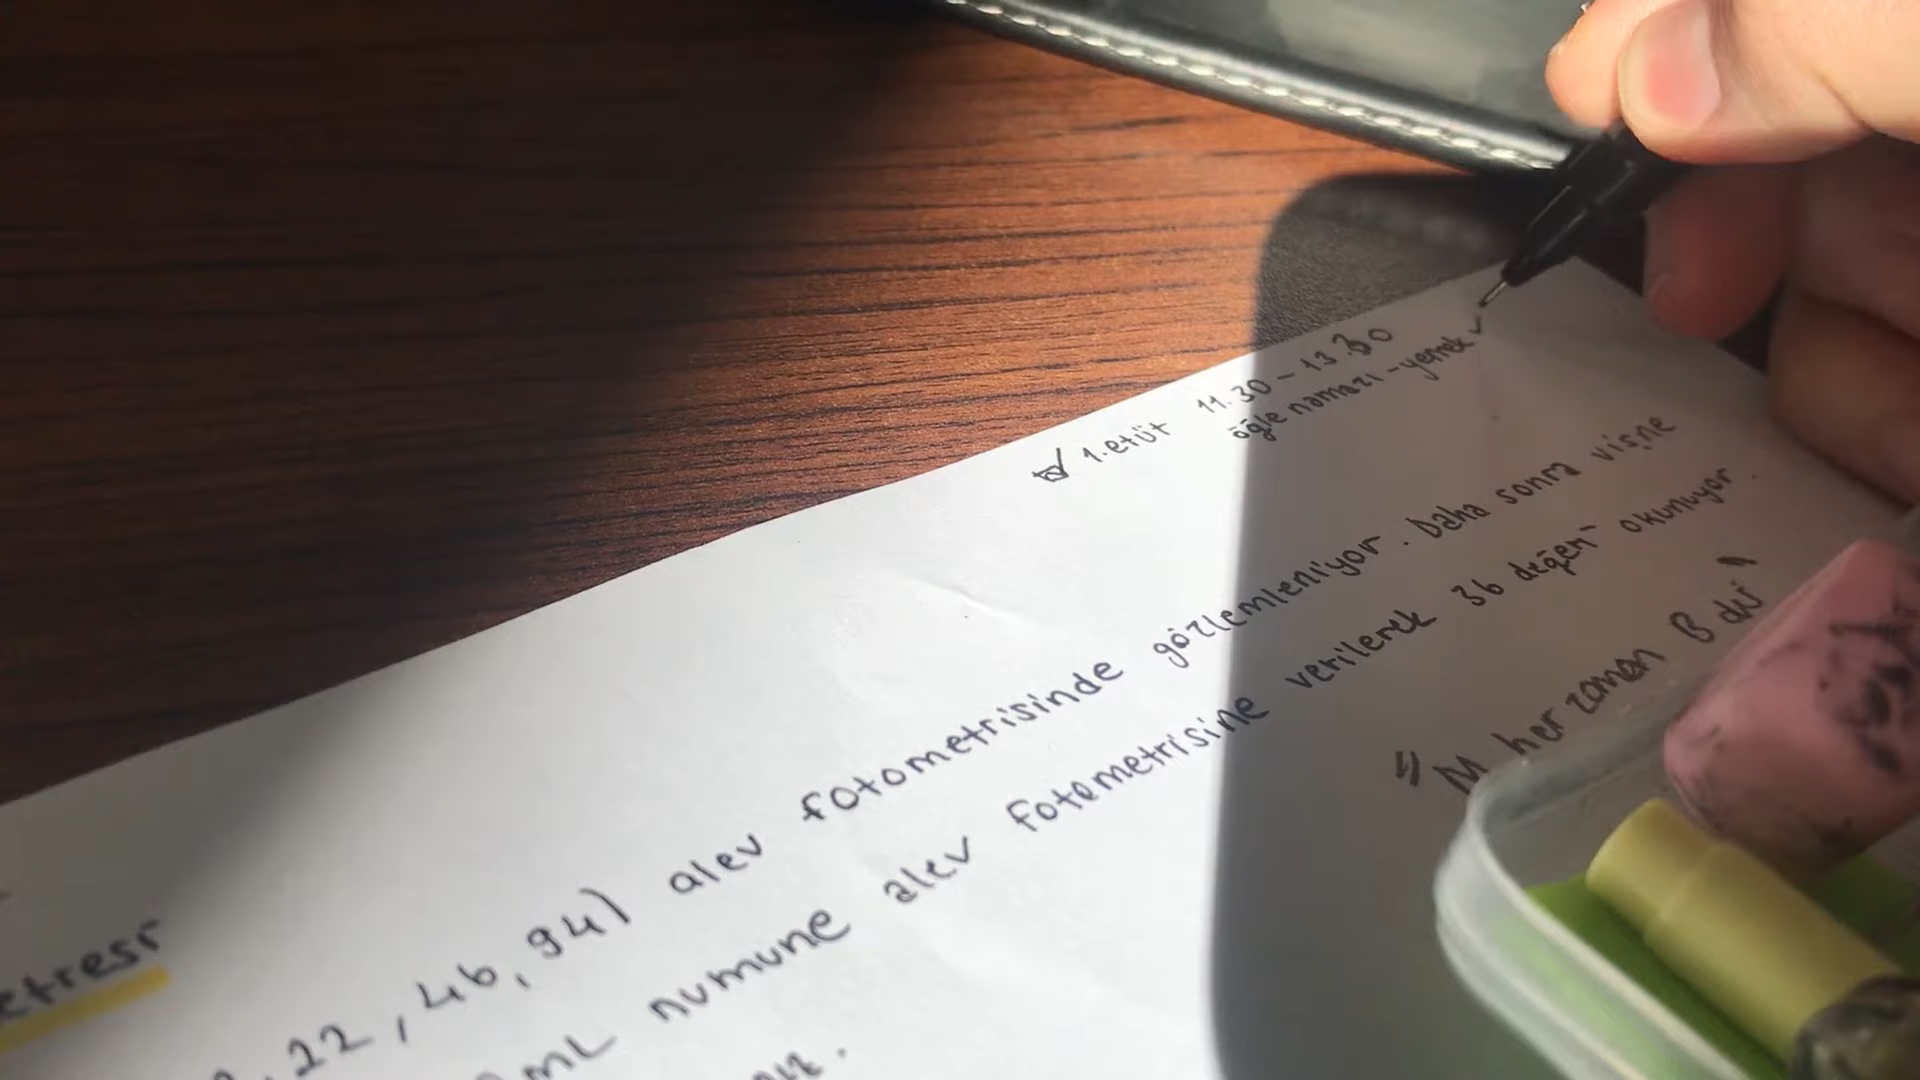 1.etüt 11.30 - 13.30
öğle namazı - yemek
22, 46, 94) alev fotometrisinde gözlemleniyor. Daha sonra vişne
mL numune alev fotometrisine verilerek 36 değeri okunuyor.
"M her zaman B dir"